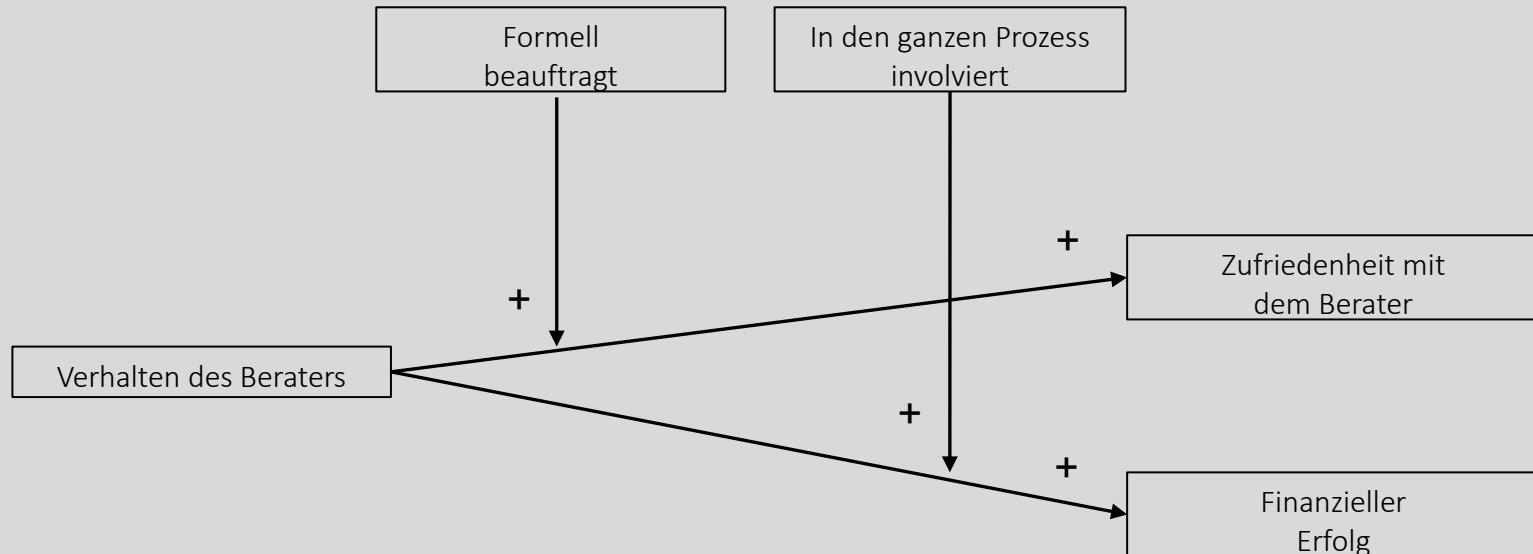 Formell
beauftragt
In den ganzen Prozess
involviert
+
+
Zufriedenheit mit
dem Berater
Verhalten des Beraters
+
+
Finanzieller
Erfolg